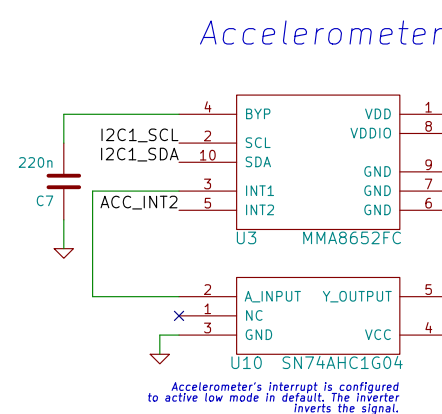 Accelerometer
4 BYP VDD 1
I2C1_SCL 2 SCL VDDIO 8
I2C1_SDA 10 SDA
220n
GND 9
3 INT1 GND 7
C7 ACC_INT2 5 INT2 GND 6
U3 MMA8652FC
2 A_INPUT Y_OUTPUT 5
1 NC
3 GND VCC 4
U10 SN74AHC1G04
Accelerometer's interrupt is configured
to active low mode in default. The inverter
inverts the signal.